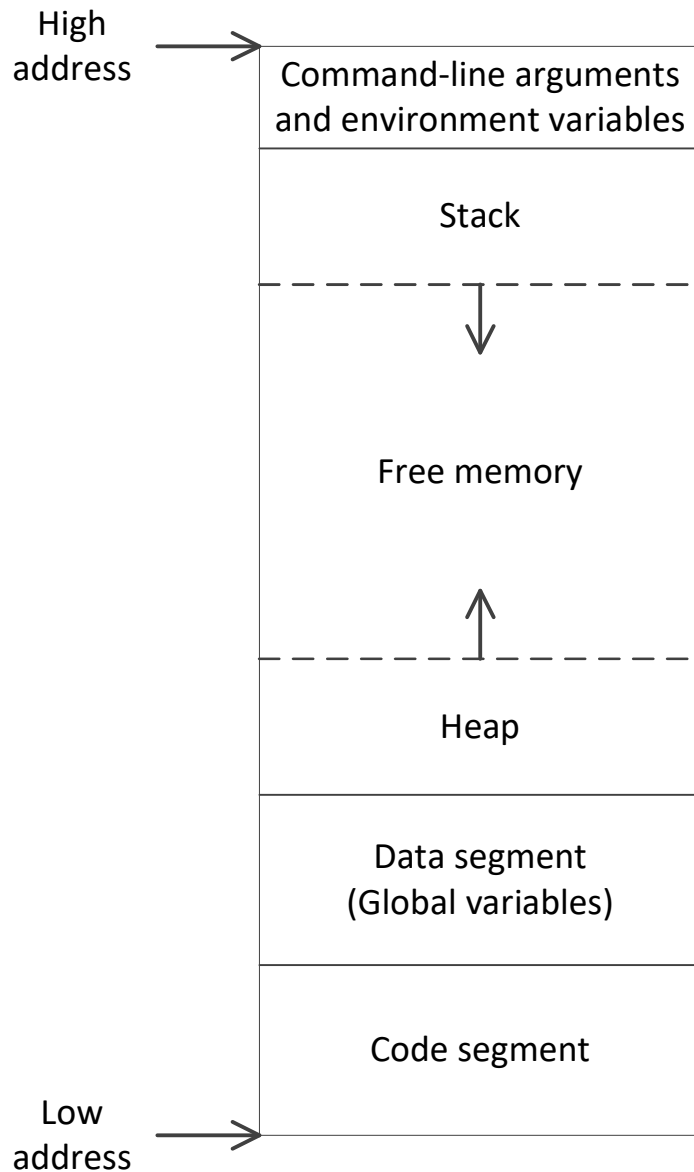 High
address
Command-line arguments
and environment variables
Stack
Free memory
Heap
Data segment
(Global variables)
Code segment
Low
address